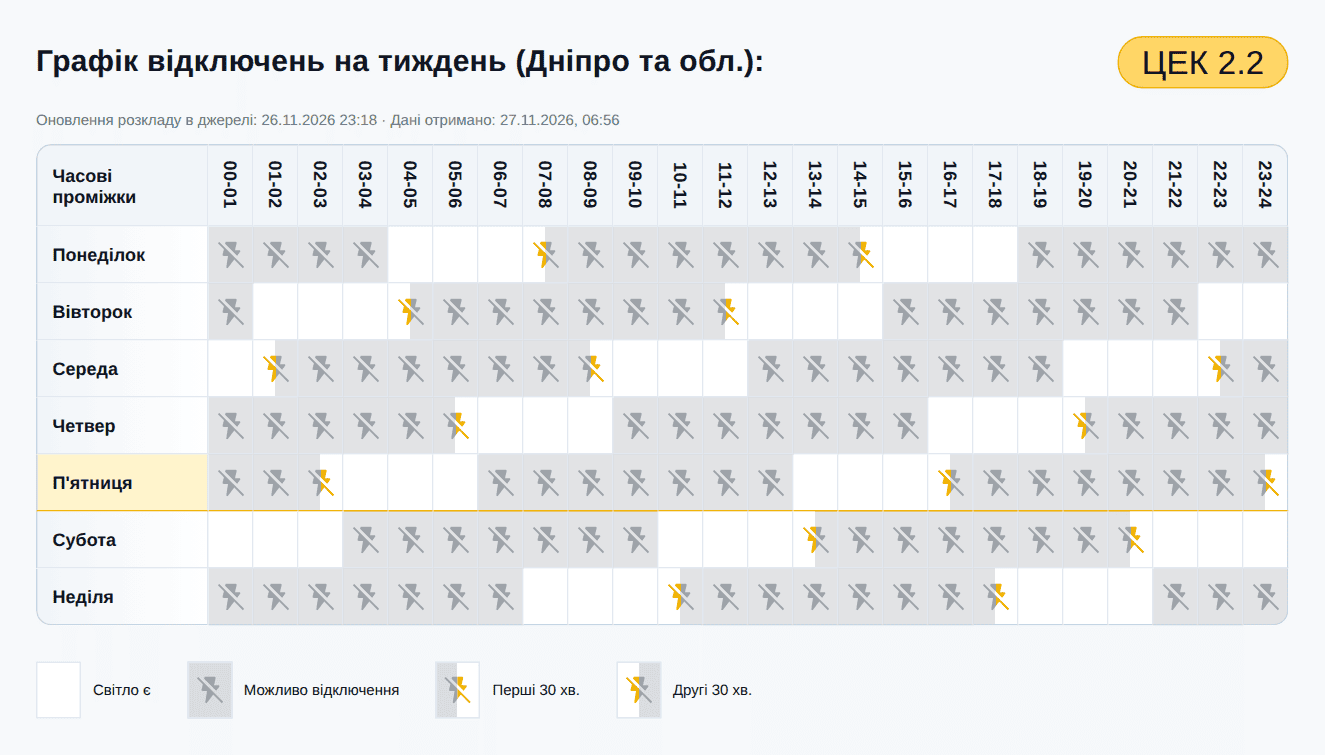 Графік відключень на тиждень (Дніпро та обл.):
ЦЕК 2.2
Оновлення розкладу в джерелі: 26.11.2026 23:18 · Дані отримано: 27.11.2026, 06:56
Часові
проміжки
00-01 01-02 02-03 03-04 04-05 05-06 06-07 07-08 08-09 09-10 10-11 11-12 12-13 13-14 14-15 15-16 16-17 17-18 18-19 19-20 20-21 21-22 22-23 23-24
Понеділок
Вівторок
Середа
Четвер
П'ятниця
Субота
Неділя
Світло є
Можливо відключення
Перші 30 хв.
Другі 30 хв.